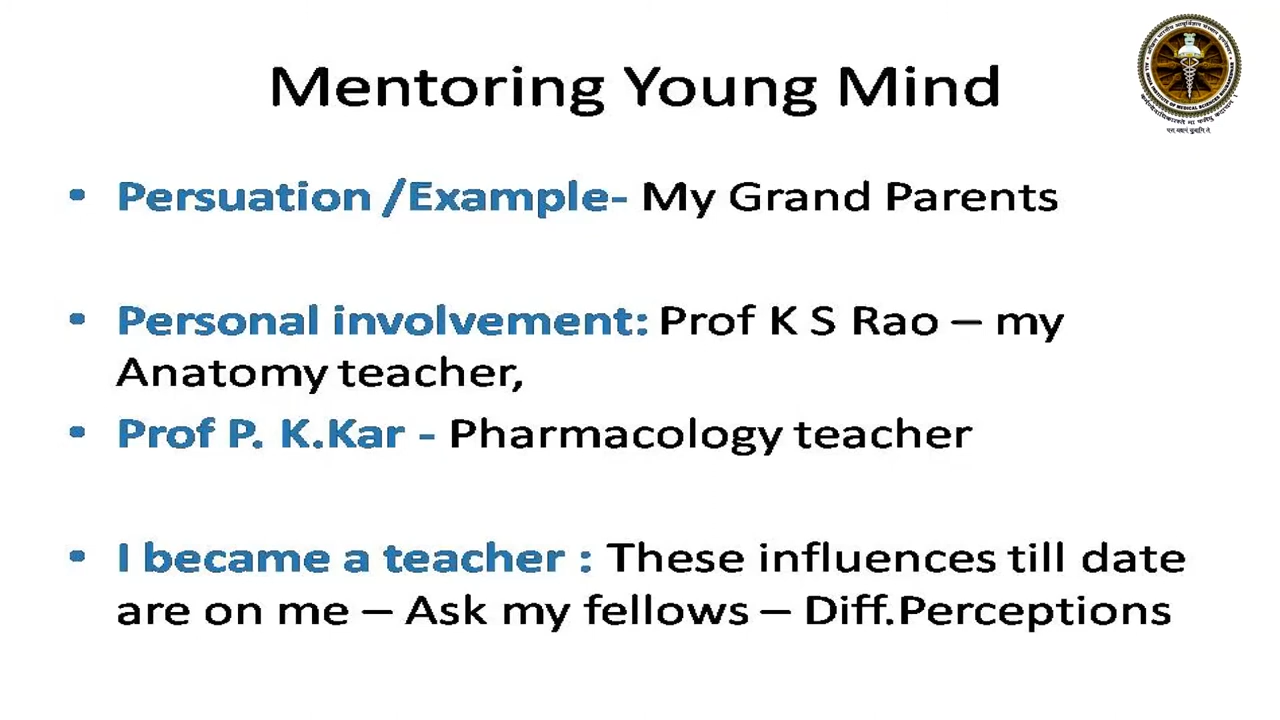 Mentoring Young Mind
• Persuation /Example- My Grand Parents
• Personal involvement: Prof K S Rao – my
Anatomy teacher,
• Prof P. K.Kar - Pharmacology teacher
• I became a teacher : These influences till date
are on me – Ask my fellows – Diff.Perceptions